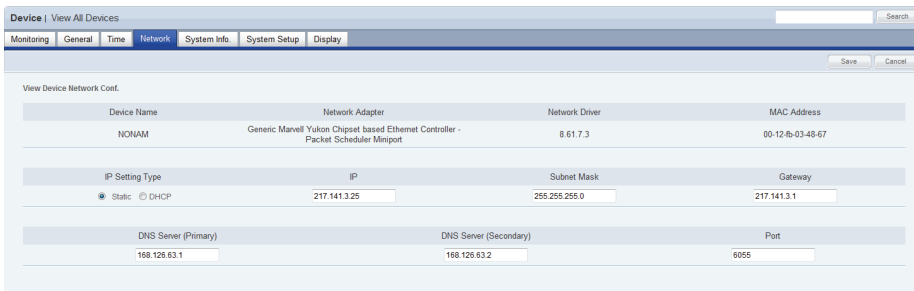 Device | View All Devices
Search
Monitoring General Time Network System Info. System Setup Display
Save Cancel
View Device Network Conf.
Device Name Network Adapter Network Driver MAC Address
NONAM Generic Marvell Yukon Chipset based Ethernet Controller - 8.61.7.3 00-12-fb-03-48-67
Packet Scheduler Miniport
IP Setting Type IP Subnet Mask Gateway
Static DHCP 217.141.3.25 255.255.255.0 217.141.3.1
DNS Server (Primary) DNS Server (Secondary) Port
168.126.63.1 168.126.63.2 6055